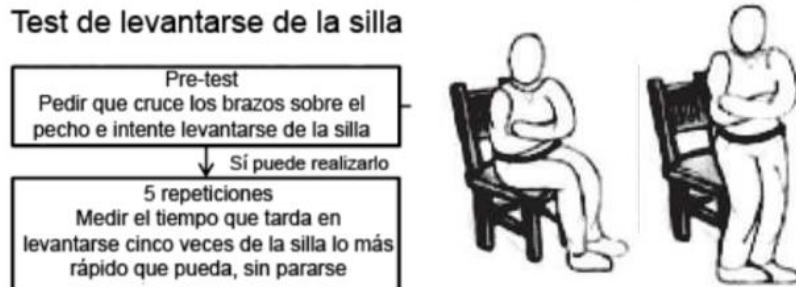 Test de levantarse de la silla
Pre-test
Pedir que cruce los brazos sobre el
pecho e intente levantarse de la silla
Sí puede realizarlo
5 repeticiones
Medir el tiempo que tarda en
levantarse cinco veces de la silla lo más
rápido que pueda, sin pararse